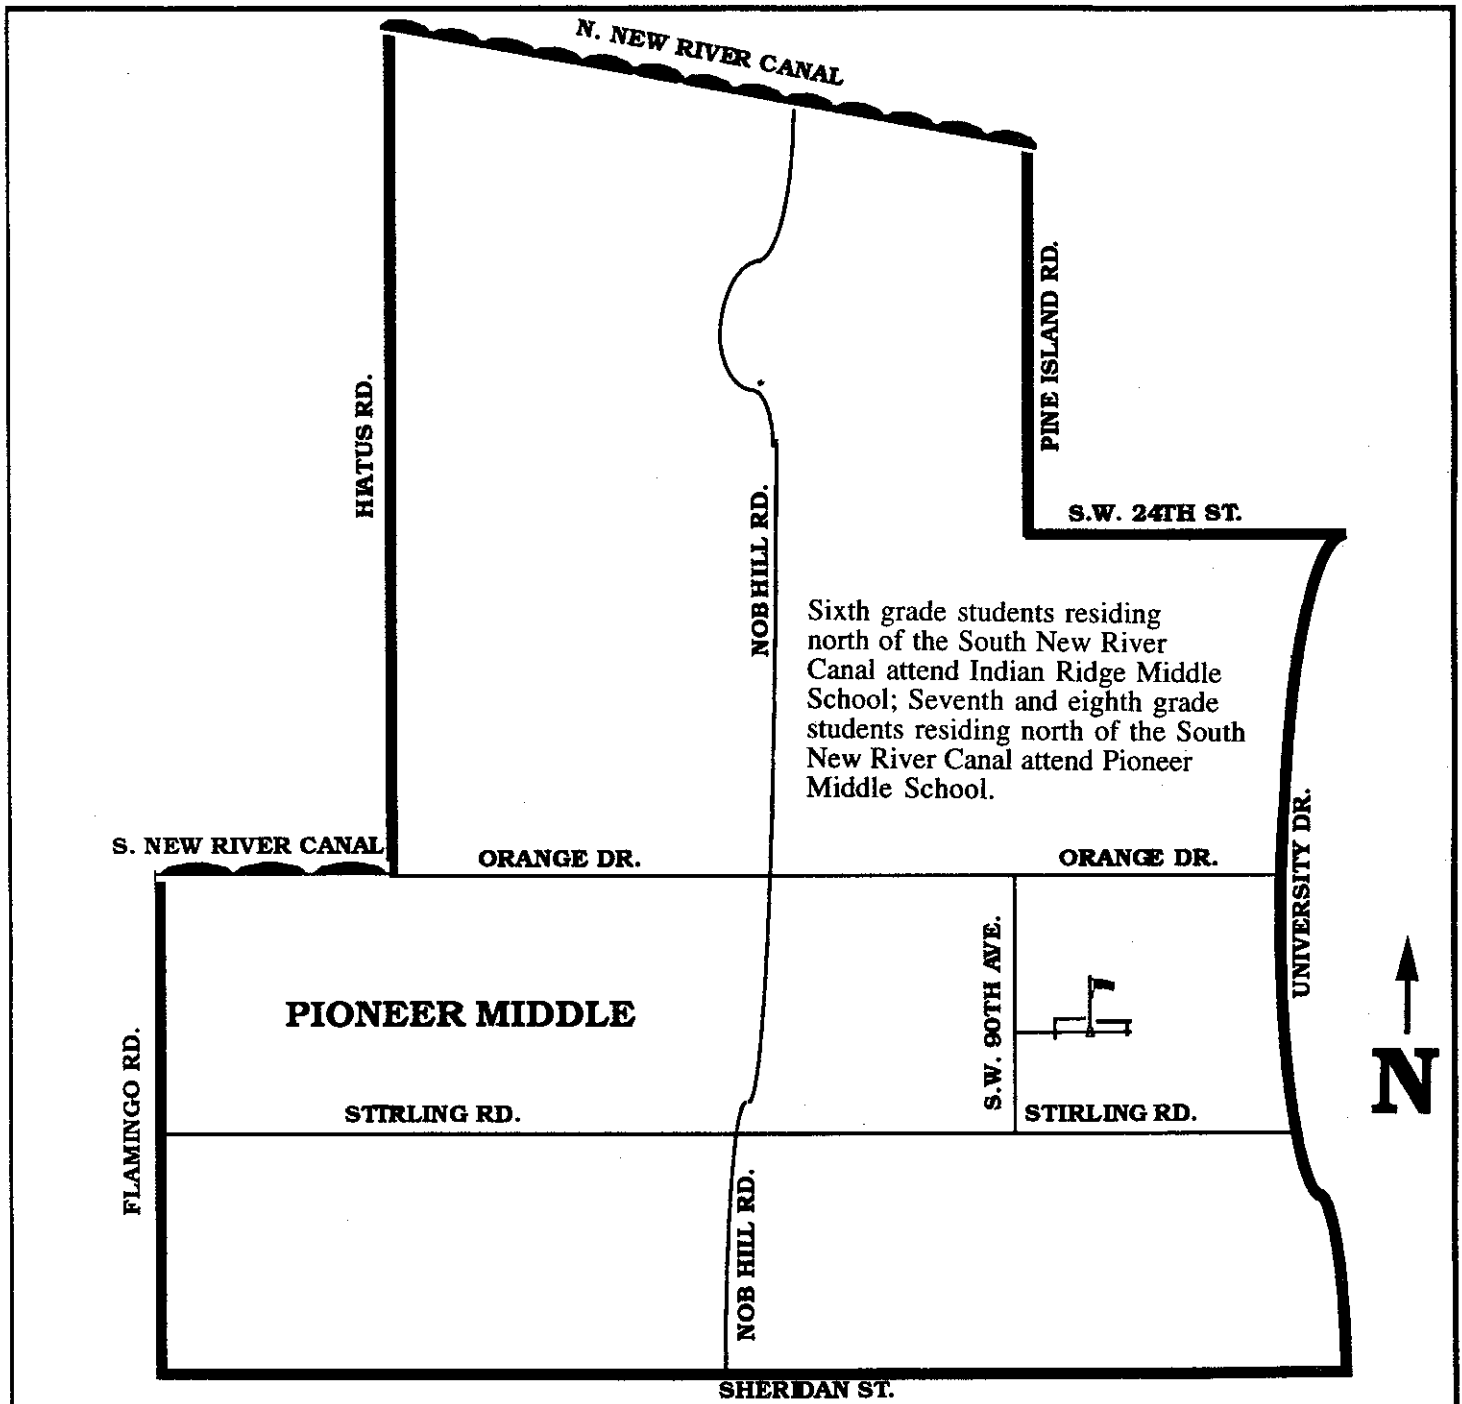 N. NEW RIVER CANAL
HIATUS RD.
PINE ISLAND RD.
S.W. 24TH ST.
NOB HILL RD.
Sixth grade students residing
north of the South New River
Canal attend Indian Ridge Middle
School; Seventh and eighth grade
students residing north of the South
New River Canal attend Pioneer
Middle School.
UNIVERSITY DR.
S. NEW RIVER CANAL
ORANGE DR.
ORANGE DR.
S.W. 90TH AVE.
PIONEER MIDDLE
N
FLAMINGO RD.
STIRLING RD.
STIRLING RD.
NOB HILL RD.
SHERIDAN ST.